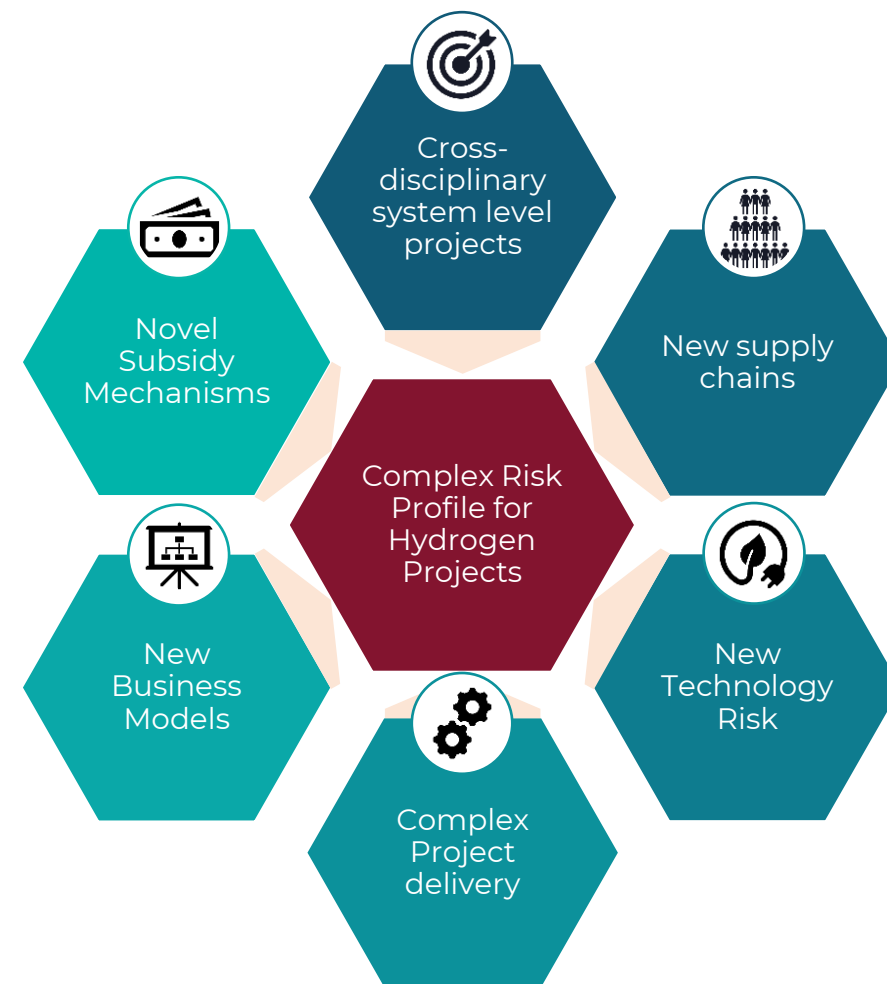 Cross-
disciplinary
system level
projects
Novel
Subsidy
Mechanisms
New supply
chains
Complex Risk
Profile for
Hydrogen
Projects
New
Business
Models
New
Technology
Risk
Complex
Project
delivery